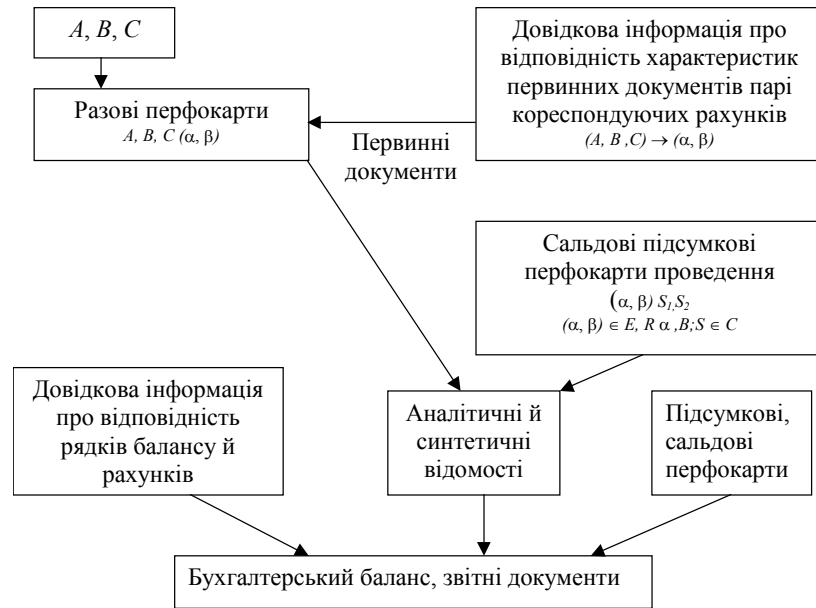 A, B, C
Довідкова інформація про
відповідність характеристик
первинних документів парі
кореспондуючих рахунків
(A, B ,C) → (α, β)
Разові перфокарти
A, B, C (α, β)
Первинні
документи
Сальдові підсумкові
перфокарти проведення
(α, β) S1,S2
(α, β) ∈ E, R α ,B;S ∈ C
Довідкова інформація
про відповідність
рядків балансу й
рахунків
Аналітичні й
синтетичні
відомості
Підсумкові,
сальдові
перфокарти
Бухгалтерський баланс, звітні документи